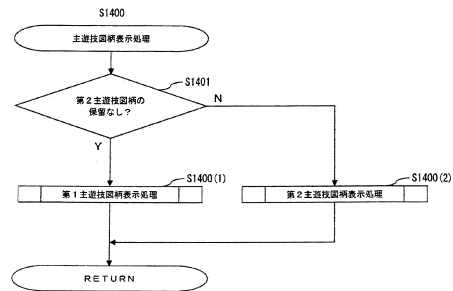 S1400
主遊技図柄表示処理
S1401
第2主遊技図柄の
保留なし?
N
Y
S1400(1)
第1主遊技図柄表示処理
S1400(2)
第2主遊技図柄表示処理
RETURN